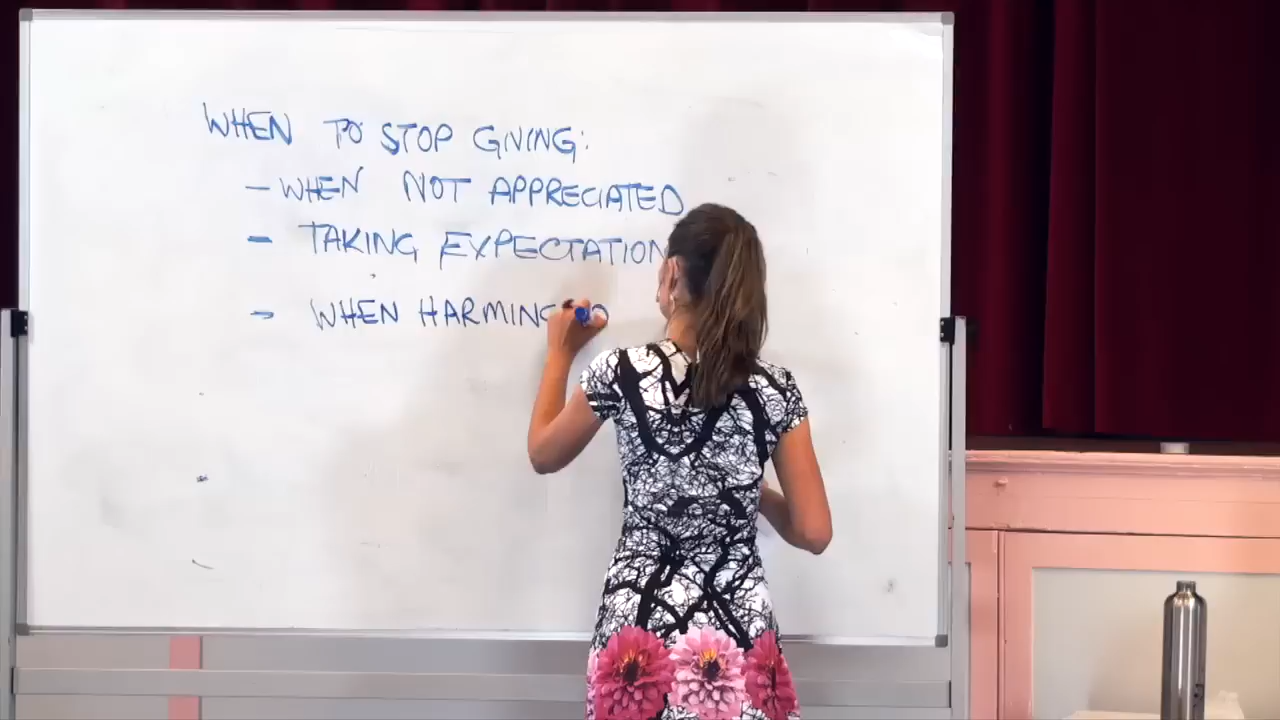 WHEN TO STOP GIVING:
- WHEN NOT APPRECIATED
- TAKING EXPECTATION
- WHEN HARMING